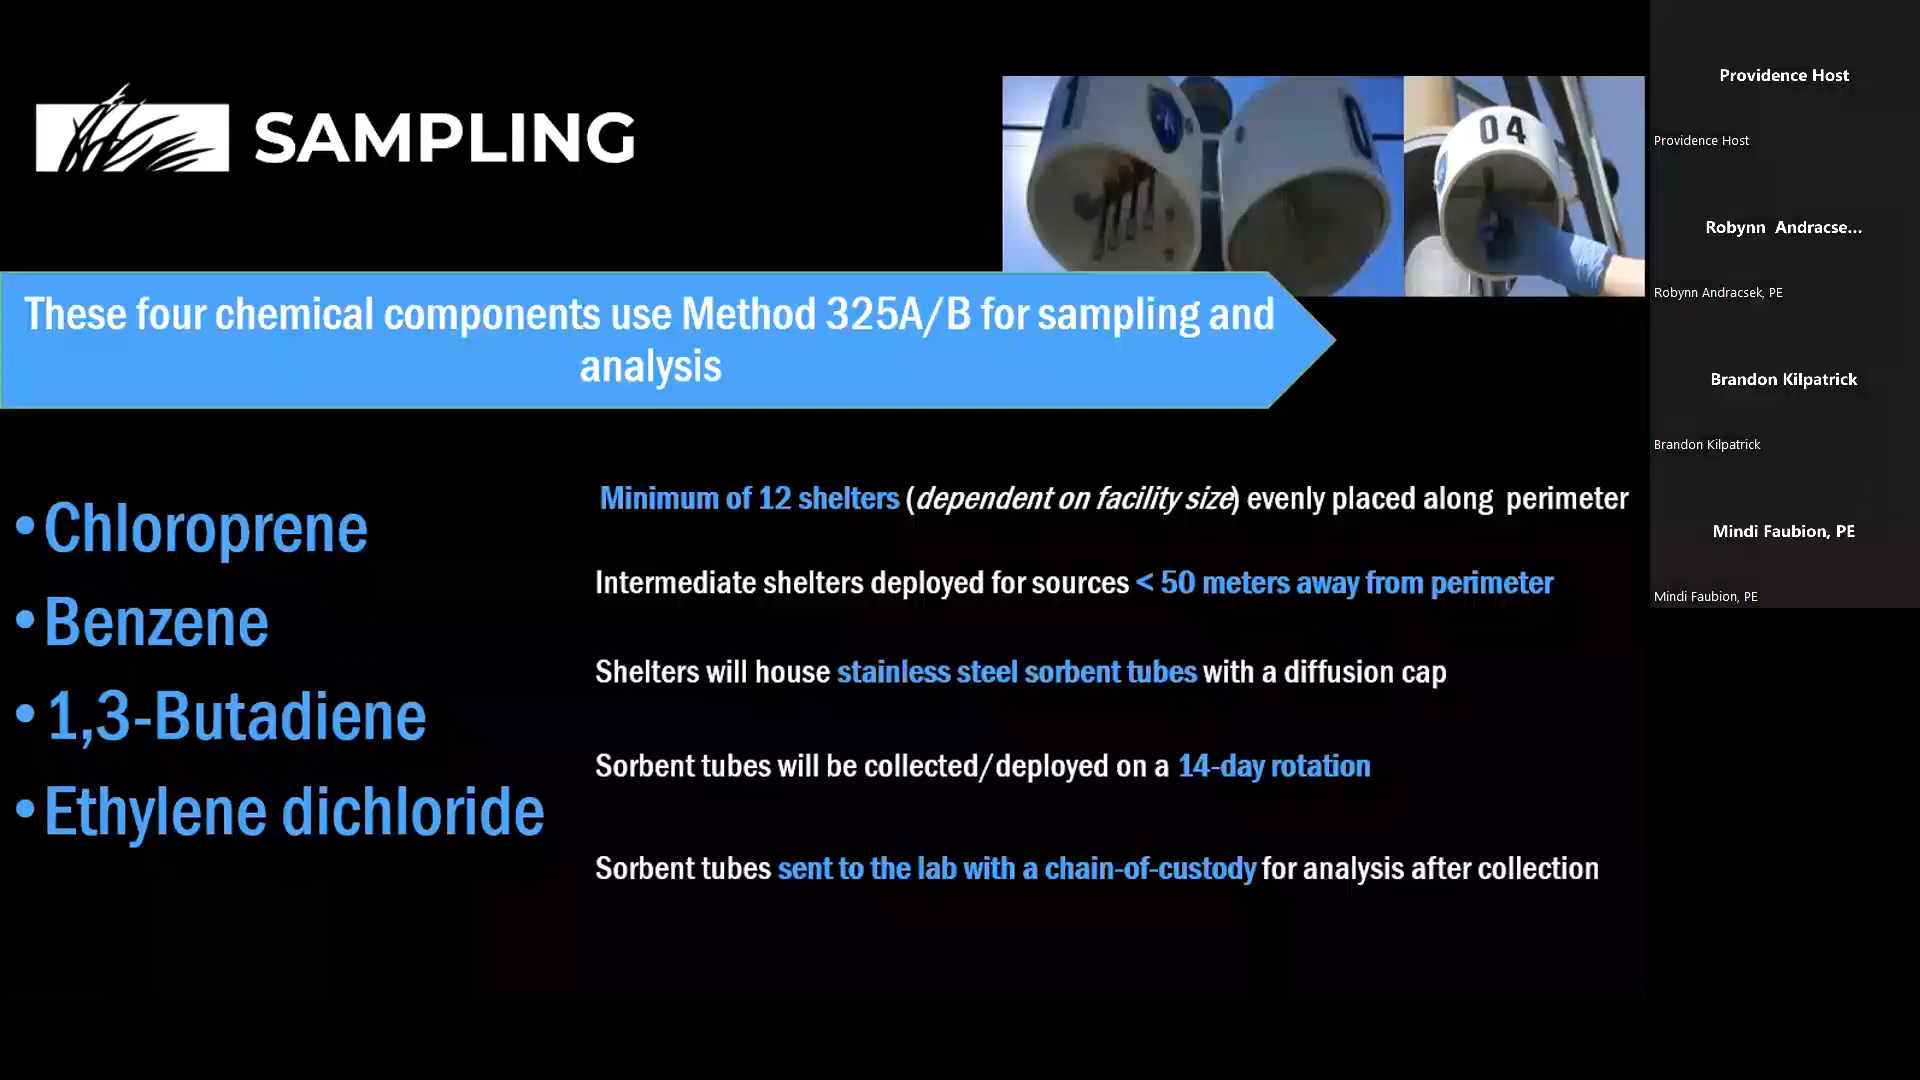 SAMPLING
04
These four chemical components use Method 325A/B for sampling and
analysis
• Chloroprene
• Benzene
• 1,3-Butadiene
• Ethylene dichloride
Minimum of 12 shelters (dependent on facility size) evenly placed along perimeter
Intermediate shelters deployed for sources < 50 meters away from perimeter
Shelters will house stainless steel sorbent tubes with a diffusion cap
Sorbent tubes will be collected/deployed on a 14-day rotation
Sorbent tubes sent to the lab with a chain-of-custody for analysis after collection
Providence Host
Providence Host
Robynn Andracse...
Robynn Andracsek, PE
Brandon Kilpatrick
Brandon Kilpatrick
Mindi Faubion, PE
Mindi Faubion, PE